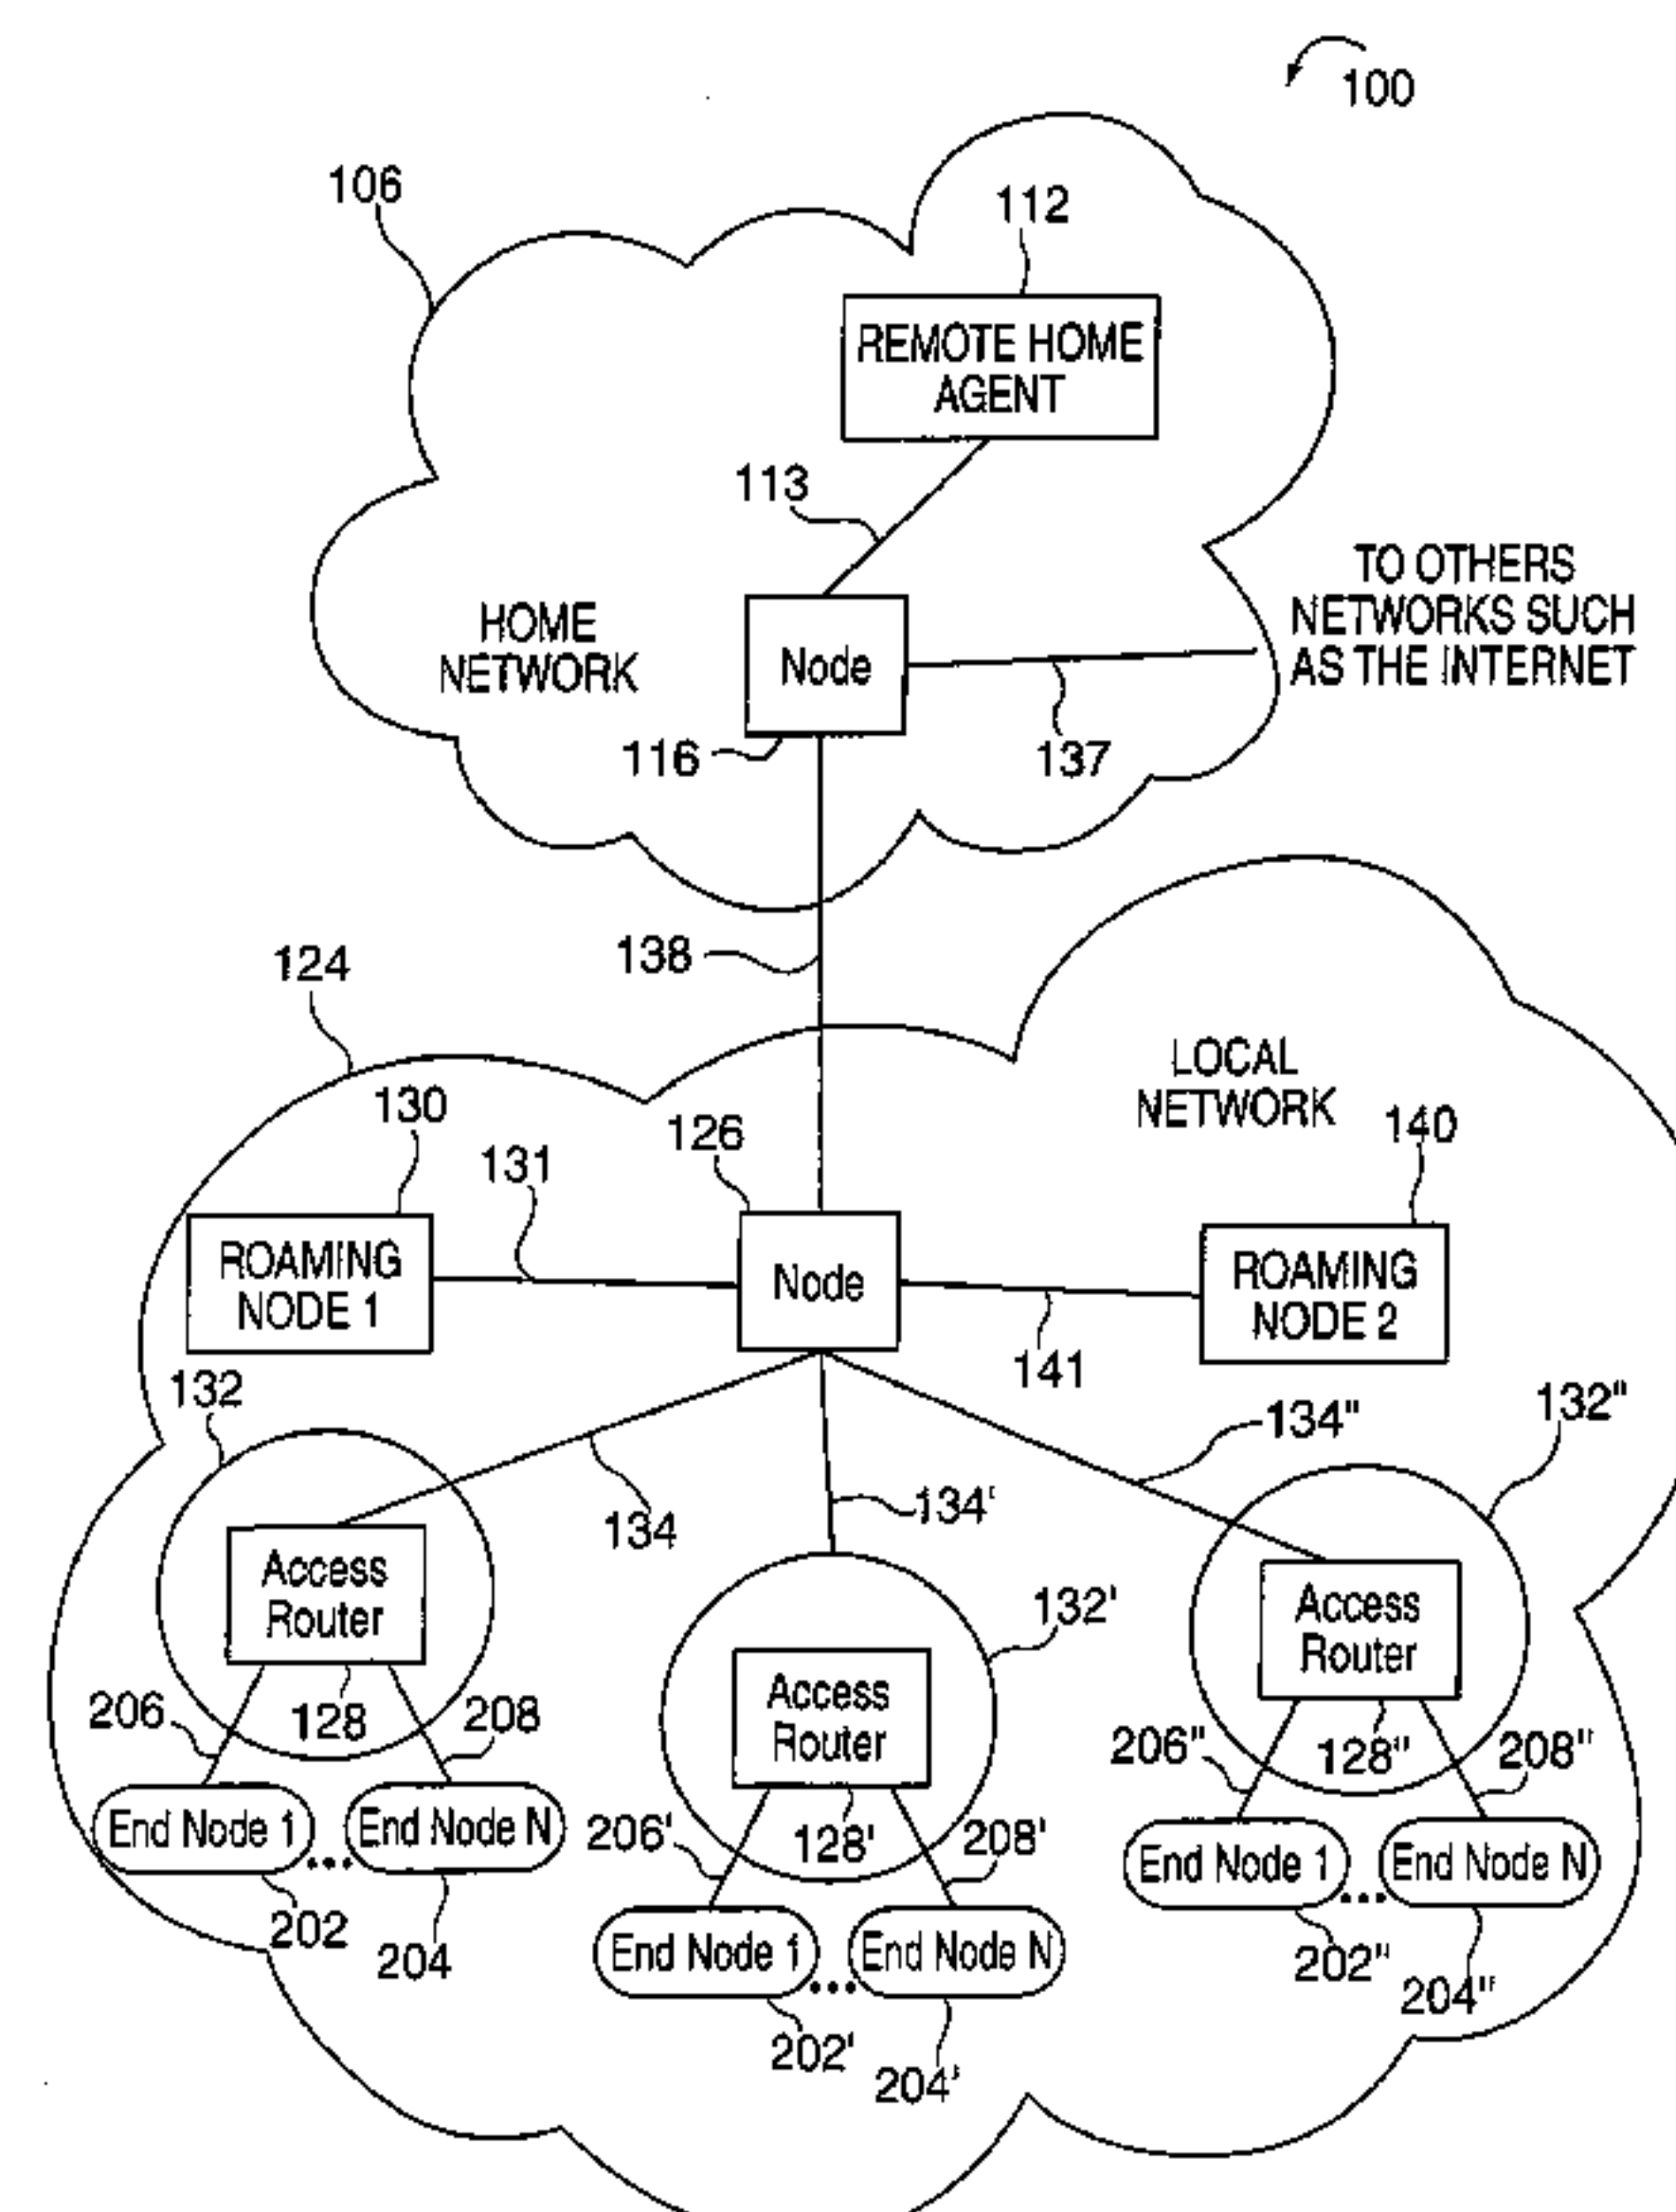 100
106
112
REMOTE HOME
AGENT
113
TO OTHERS
NETWORKS SUCH
AS THE INTERNET
HOME
NETWORK
Node
116
137
138
124
LOCAL
NETWORK
130
126
140
131
ROAMING
NODE 1
Node
ROAMING
NODE 2
141
132
132"
134"
134
134'
Access
Router
Access
Router
132'
Access
Router
206
128
208
206"
128"
208"
End Node 1
...
End Node N
206'
128'
208'
End Node 1
...
End Node N
202
204
End Node 1
...
End Node N
202"
204"
202'
204'